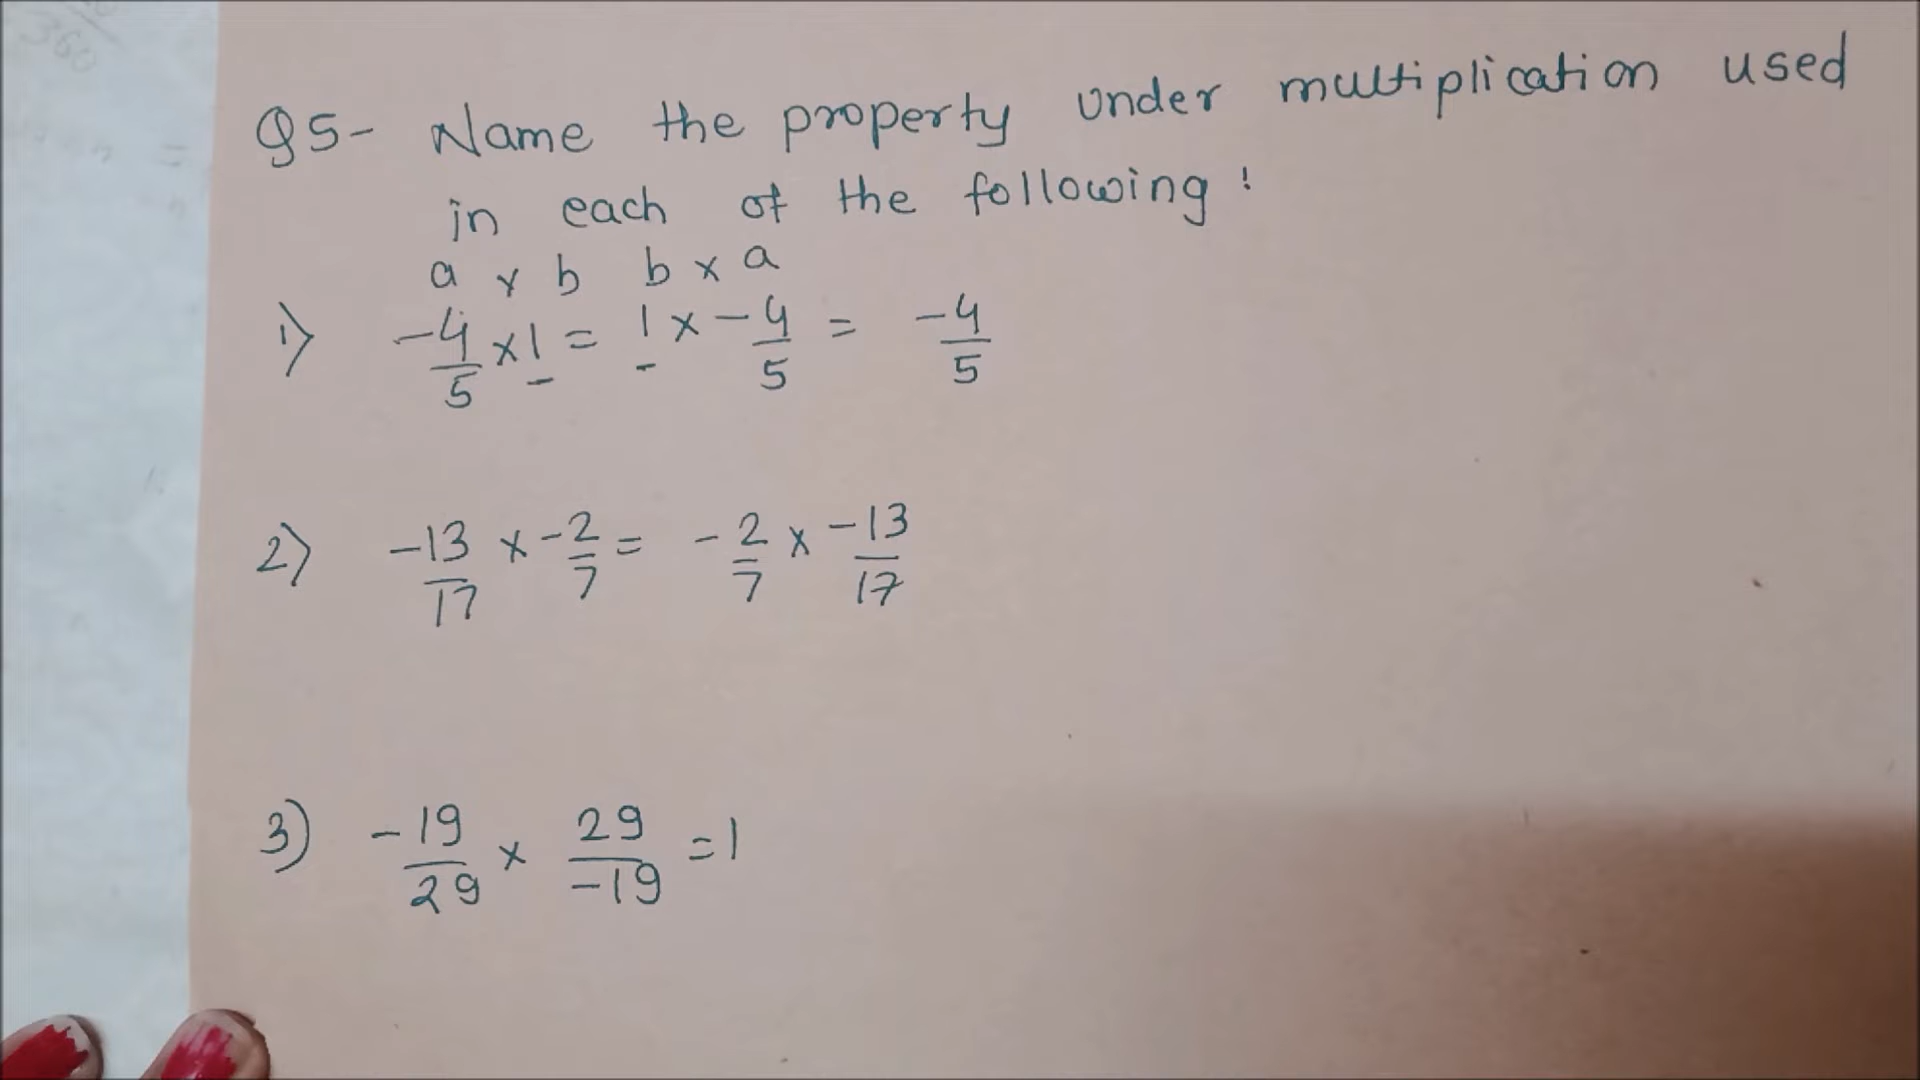 Q5- Name the property under multiplication used
in each of the following :
a × b b × a
1) -4/5 × 1 = 1 × -4/5 = -4/5
2) -13/17 × -2/7 = -2/7 × -13/17
3) -19/29 × 29/-19 = 1